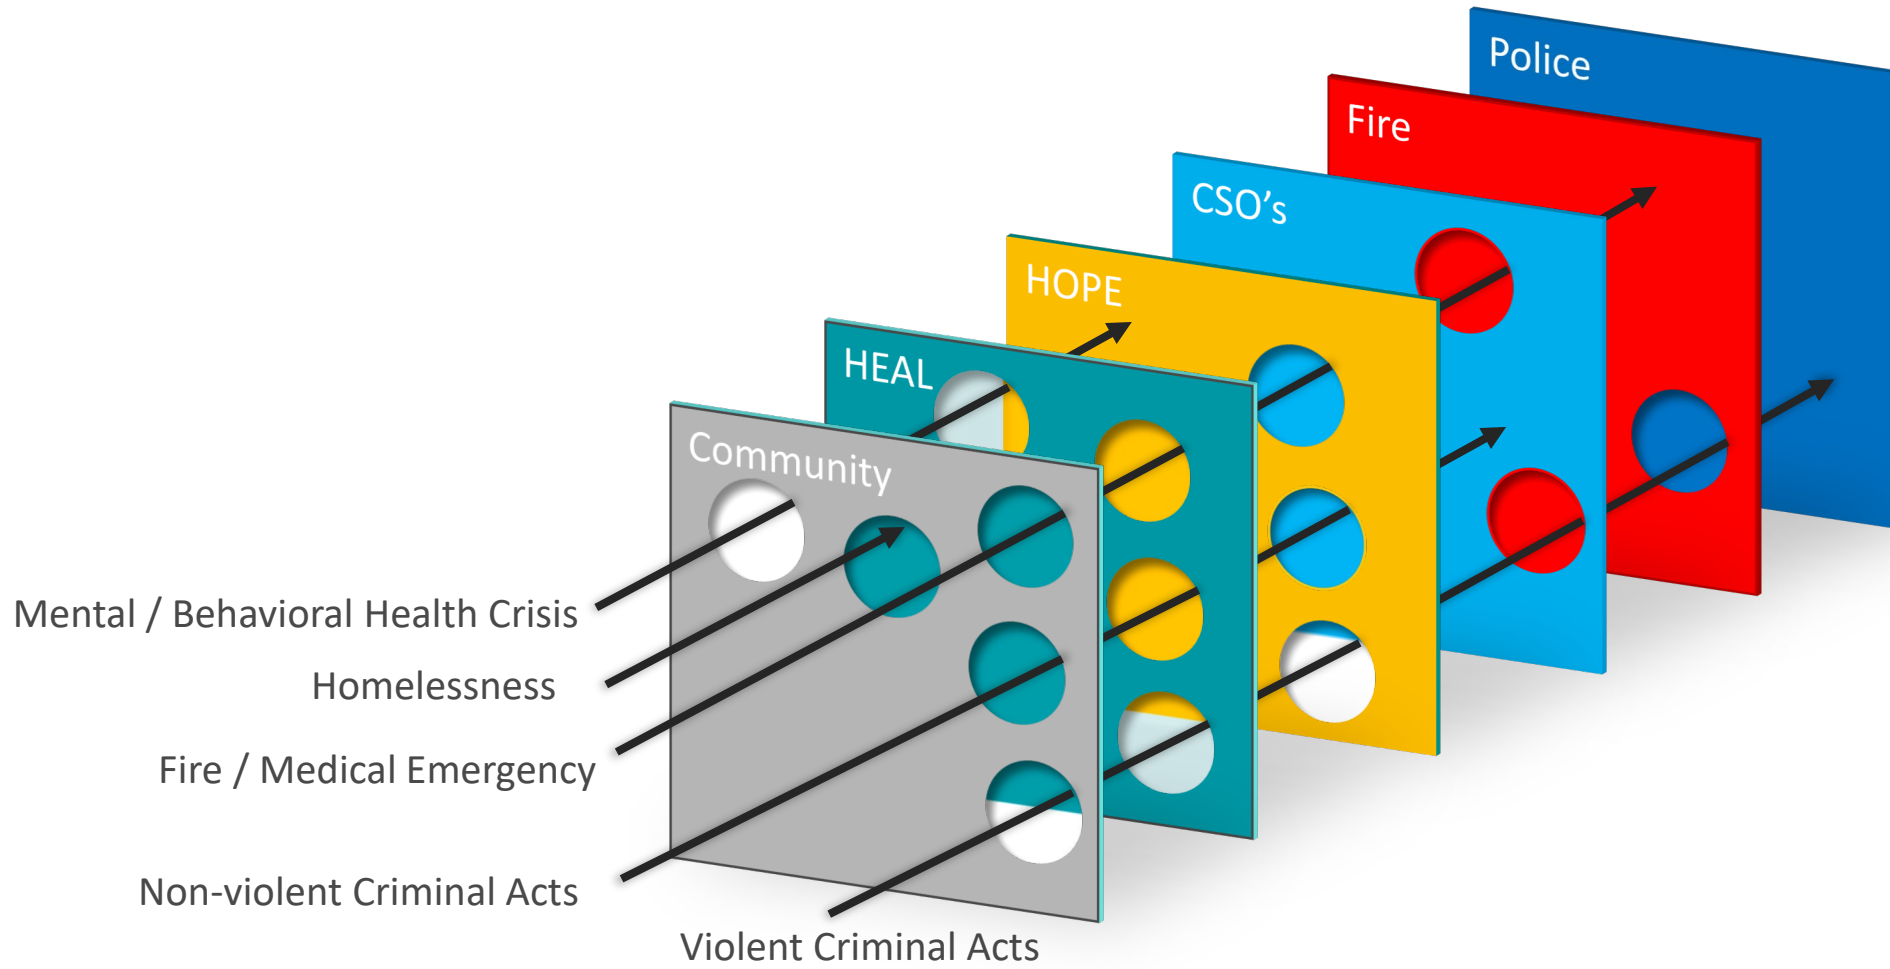 Police
Fire
CSO's
HOPE
HEAL
Community
Mental / Behavioral Health Crisis
Homelessness
Fire / Medical Emergency
Non-violent Criminal Acts
Violent Criminal Acts